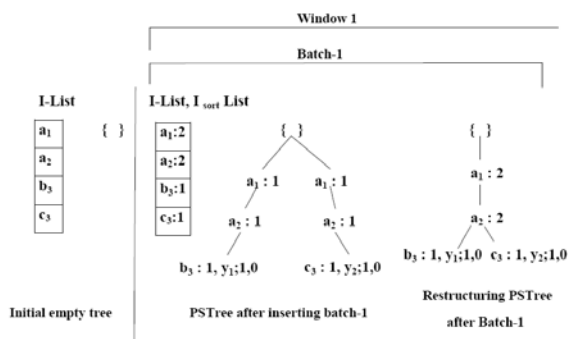 Window 1
Batch-1
I-List
a1
a2
b3
c3
{ }
Initial empty tree
I-List, I sort List
a1:2
a2:2
b3:1
c3:1
{ }
a1 : 1 a1 : 1
a2 : 1 a2 : 1
b3 : 1, y1;1,0 c3 : 1, y2;1,0
PSTree after inserting batch-1
{ }
a1 : 2
a2 : 2
b3 : 1, y1;1,0 c3 : 1, y2;1,0
Restructuring PSTree
after Batch-1